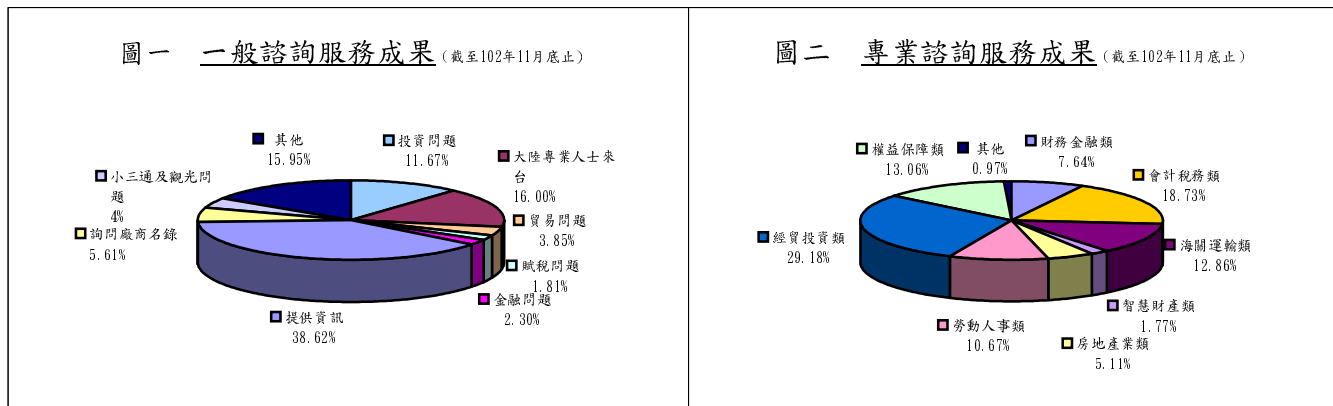 圖一 一般諮詢服務成果(截至102年11月底止)
其他
15.95%
投資問題
11.67%
大陸專業人士來
台
16.00%
小三通及觀光問
題
4%
貿易問題
3.85%
詢問廠商名錄
5.61%
賦稅問題
1.81%
金融問題
2.30%
提供資訊
38.62%
圖二 專業諮詢服務成果(截至102年11月底止)
權益保障類
13.06%
其他
0.97%
財務金融類
7.64%
會計稅務類
18.73%
經貿投資類
29.18%
海關運輸類
12.86%
智慧財產類
1.77%
勞動人事類
10.67%
房地產業類
5.11%